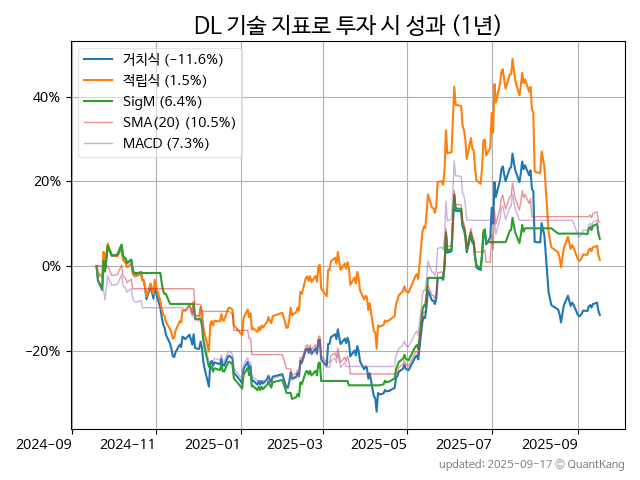 DL 기술 지표로 투자 시 성과 (1년)
거치식 (−11.6%)
적립식 (1.5%)
SigM (6.4%)
SMA(20) (10.5%)
MACD (7.3%)
40%
20%
0%
−20%
2024-09 2024-11 2025-01 2025-03 2025-05 2025-07 2025-09
updated: 2025-09-17 © QuantKang